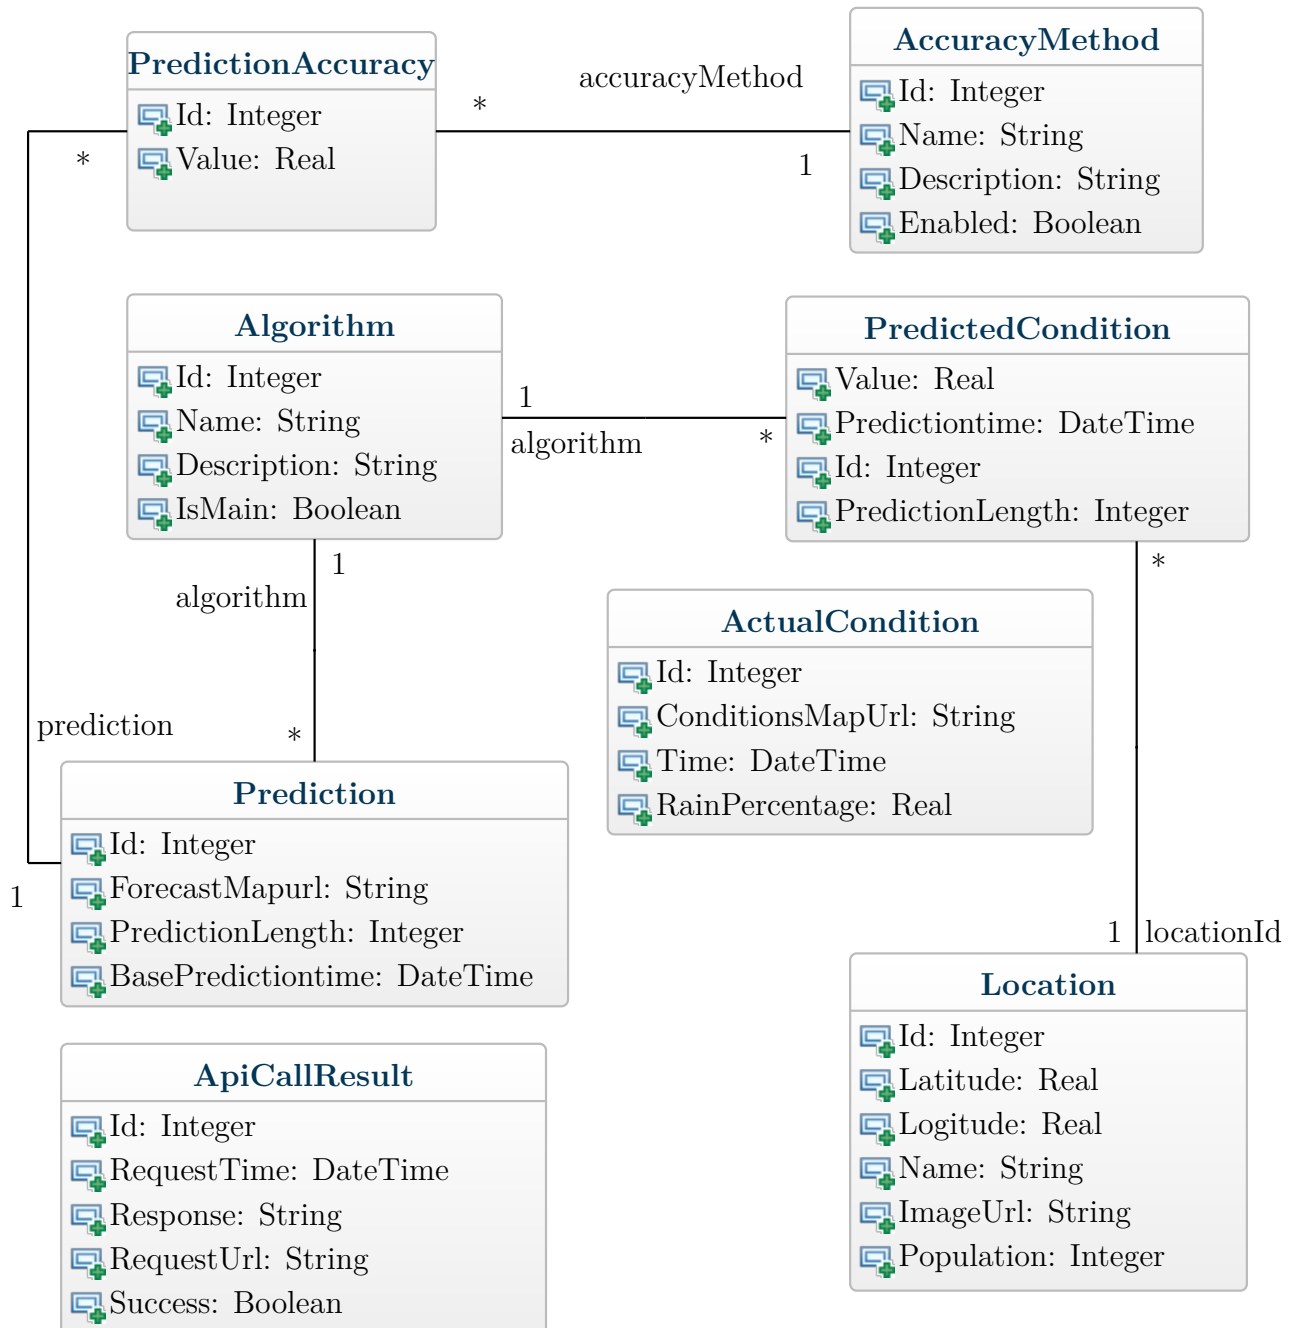 PredictionAccuracy
Id: Integer
Value: Real
*
*
accuracyMethod
1
AccuracyMethod
Id: Integer
Name: String
Description: String
Enabled: Boolean
Algorithm
Id: Integer
Name: String
Description: String
IsMain: Boolean
1
algorithm
*
PredictedCondition
Value: Real
Predictiontime: DateTime
Id: Integer
PredictionLength: Integer
1
algorithm
*
prediction
1
Prediction
Id: Integer
ForecastMapurl: String
PredictionLength: Integer
BasePredictiontime: DateTime
ActualCondition
Id: Integer
ConditionsMapUrl: String
Time: DateTime
RainPercentage: Real
*
1
locationId
Location
Id: Integer
Latitude: Real
Logitude: Real
Name: String
ImageUrl: String
Population: Integer
ApiCallResult
Id: Integer
RequestTime: DateTime
Response: String
RequestUrl: String
Success: Boolean